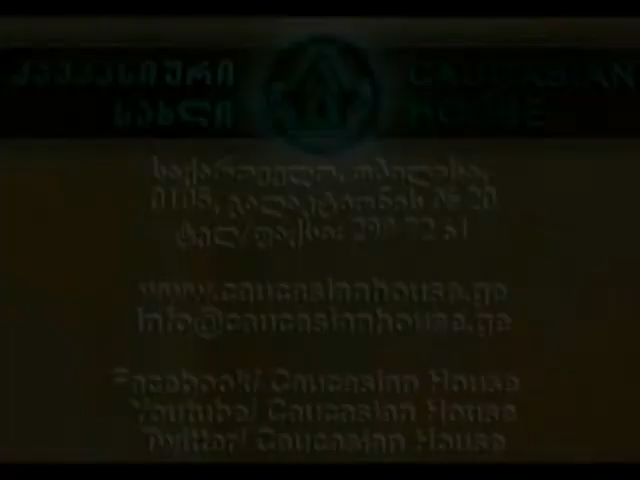 კავკასიური CAUCASIAN
სახლი HOUSE
საქართველო, თბილისი,
0105, გალაკტიონის № 20
ტელ/ფაქსი:
www.caucasianhouse.ge
info@caucasianhouse.ge
Facebook/ Caucasian House
Youtube/ Caucasian House
Twitter/ Caucasian House